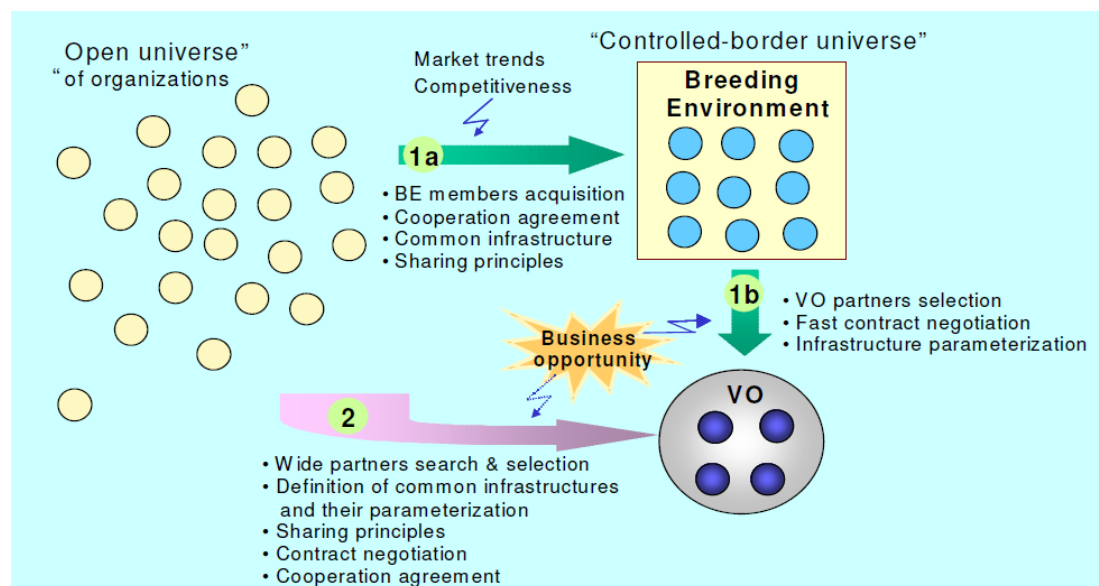 Open universe”
“of organizations
Market trends
Competitiveness
“Controlled-border universe”
Breeding
Environment
1a
• BE members acquisition
• Cooperation agreement
• Common infrastructure
• Sharing principles
1b
• VO partners selection
• Fast contract negotiation
• Infrastructure parameterization
Business
opportunity
VO
2
• Wide partners search & selection
• Definition of common infrastructures
and their parameterization
• Sharing principles
• Contract negotiation
• Cooperation agreement